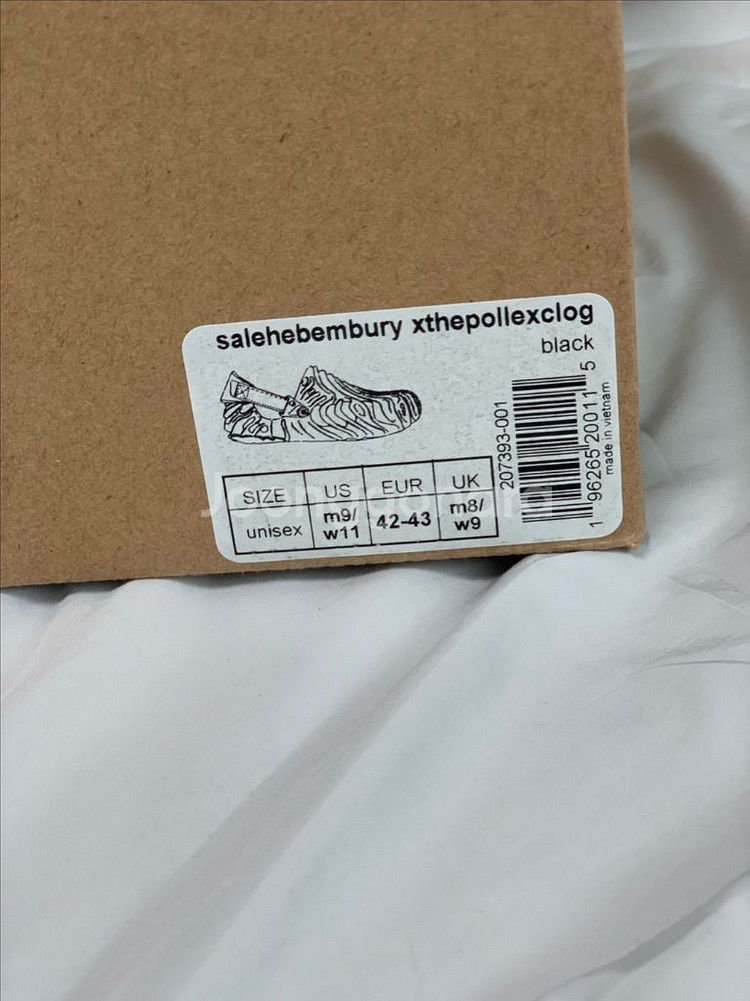 salehebembury xthepollexclog
black
SIZE US EUR UK
unisex m9/ w11 42-43 m8/ w9
207393-001
1 96265 20011 5
made in vietnam
Joonggonara